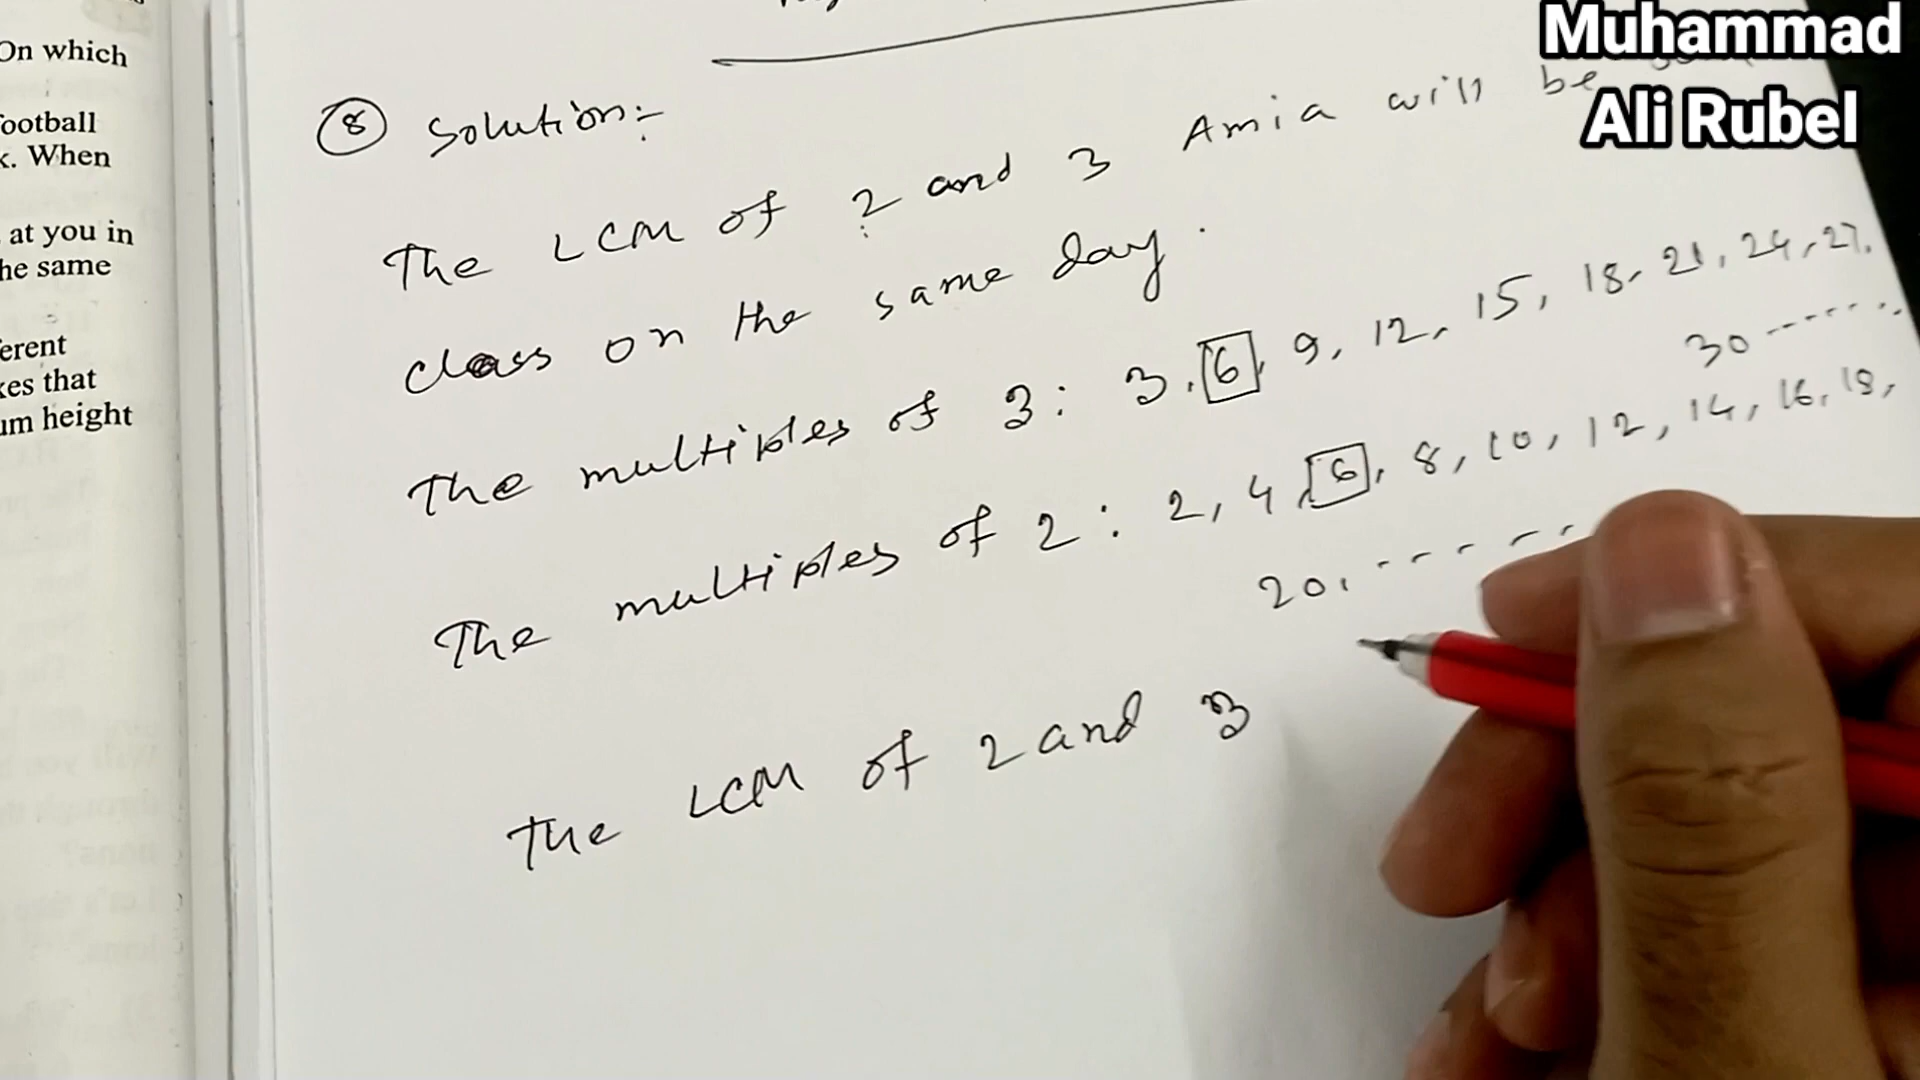 On which
ootball
k. When
at you in
he same
erent
kes that
um height
Muhammad
Ali Rubel
8 Solution:-
The LCM of 2 and 3 Amia will be
class on the same day.
The multiples of 3: 3, 6, 9, 12, 15, 18, 21, 24, 27,
30 ------
The multiples of 2: 2, 4, 6, 8, 10, 12, 14, 16, 18,
20, -----
The LCM of 2 and 3